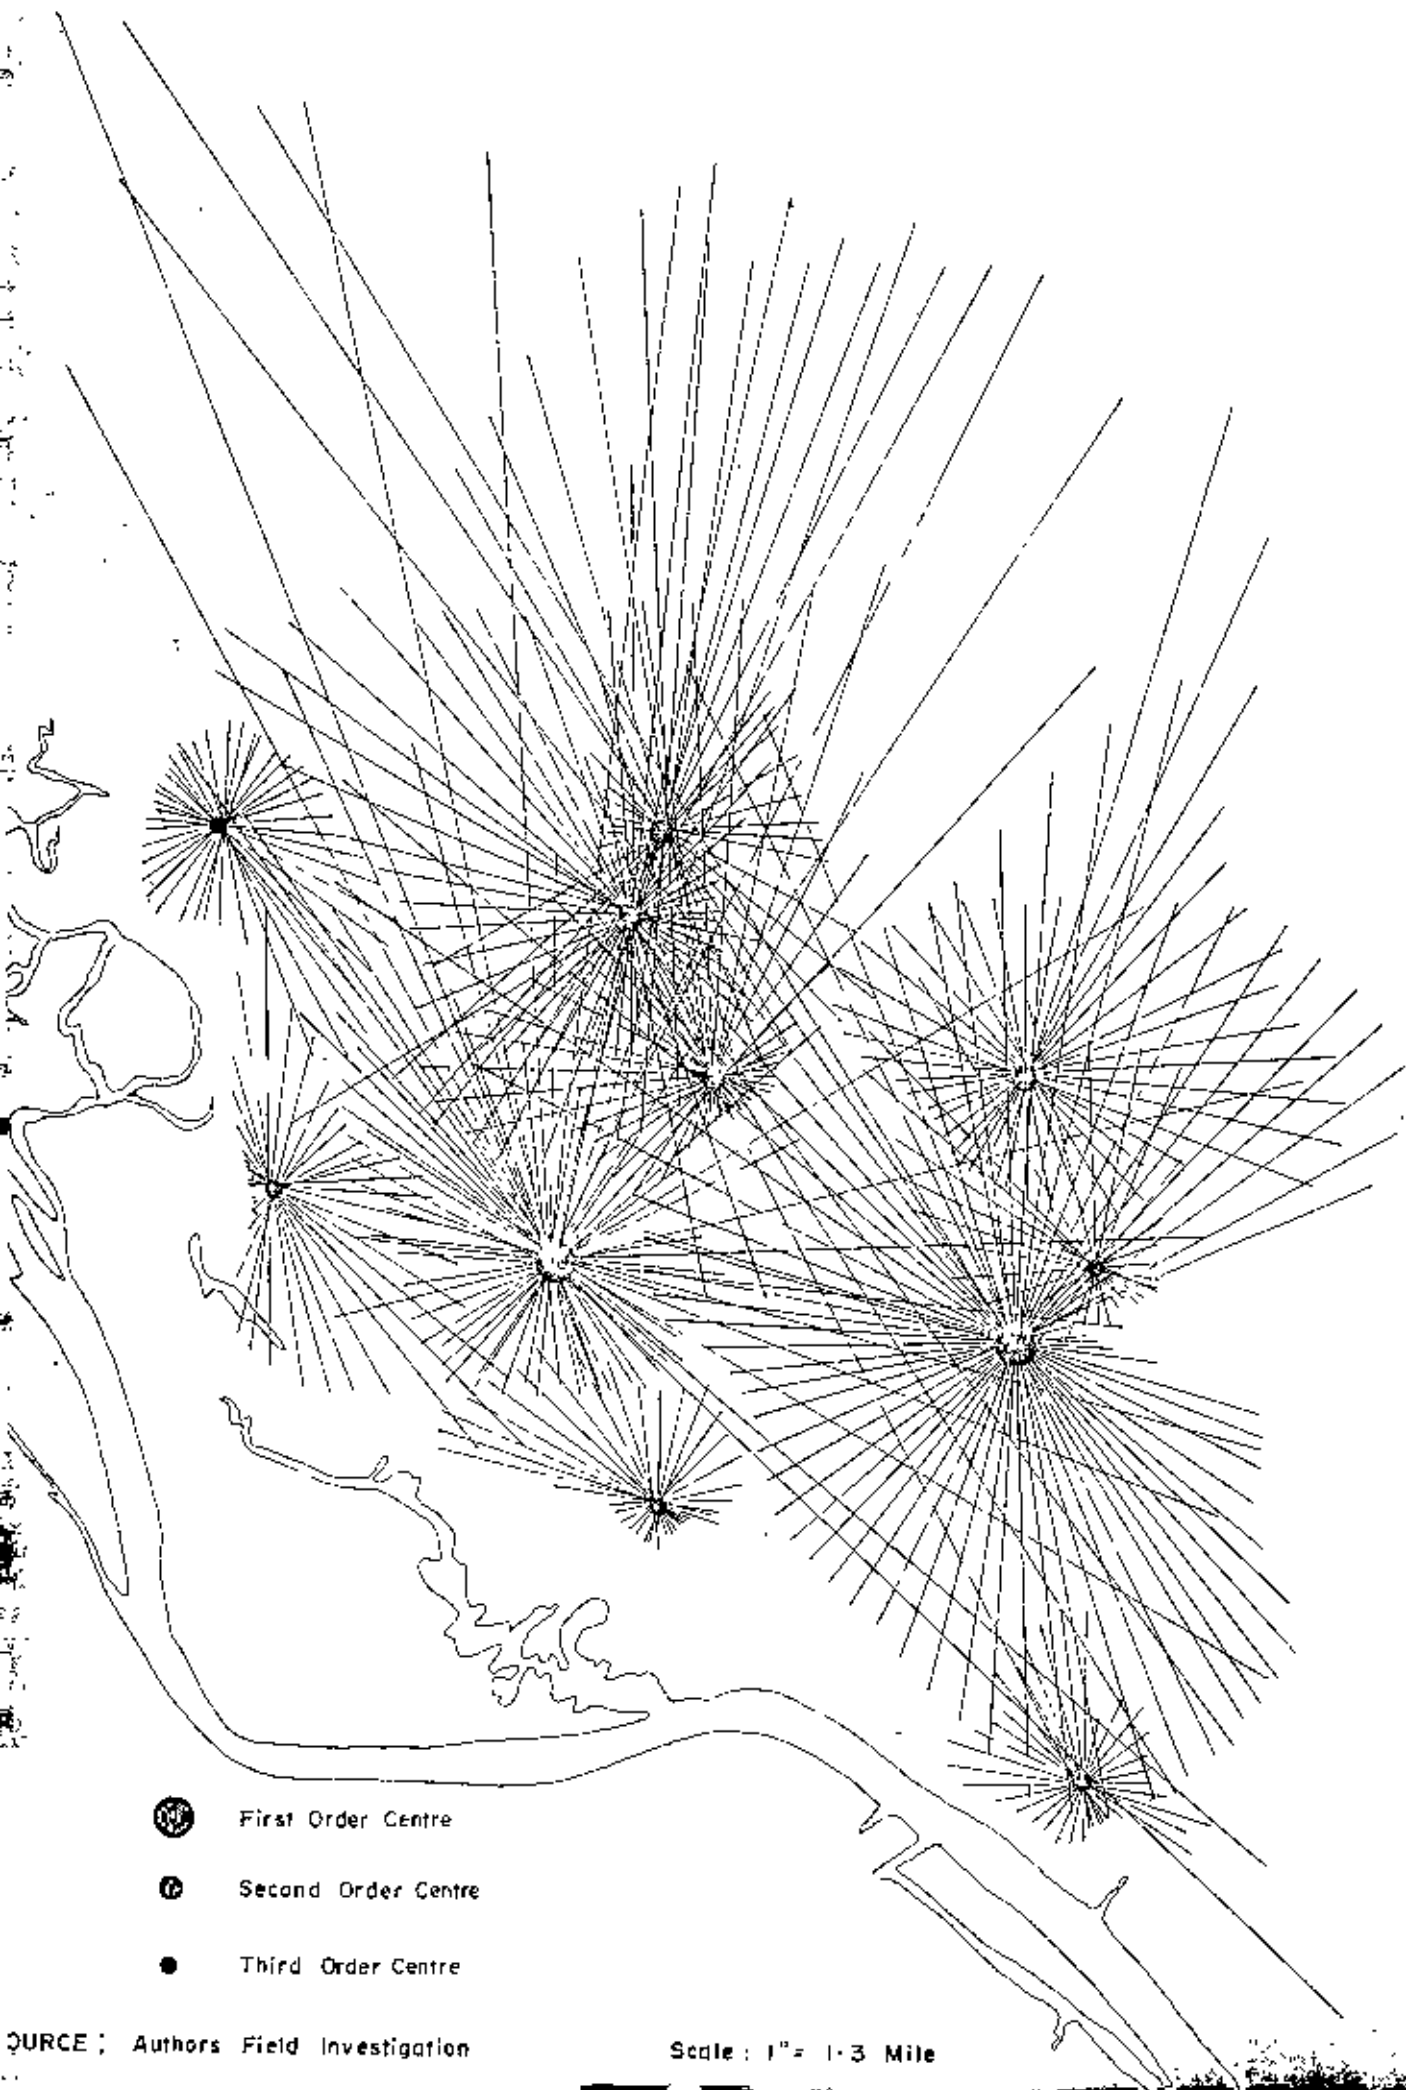 First Order Centre
Second Order Centre
Third Order Centre
OURCE : Authors Field Investigation
Scale : 1" = 1·3 Mile